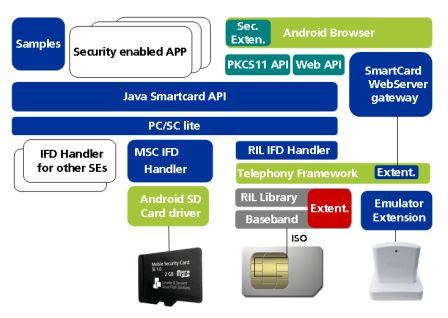 Samples
Security enabled APP
Sec.
Exten.
Android Browser
PKCS11 API
Web API
SmartCard
WebServer
gateway
Java Smartcard API
PC/SC lite
IFD Handler
for other SEs
MSC IFD
Handler
RIL IFD Handler
Telephony Framework
Extent.
Android SD
Card driver
RIL Library
Baseband
Extent.
Emulator
Extension
ISO
Mobile Security Card
SE 1.0
2 GB
micro